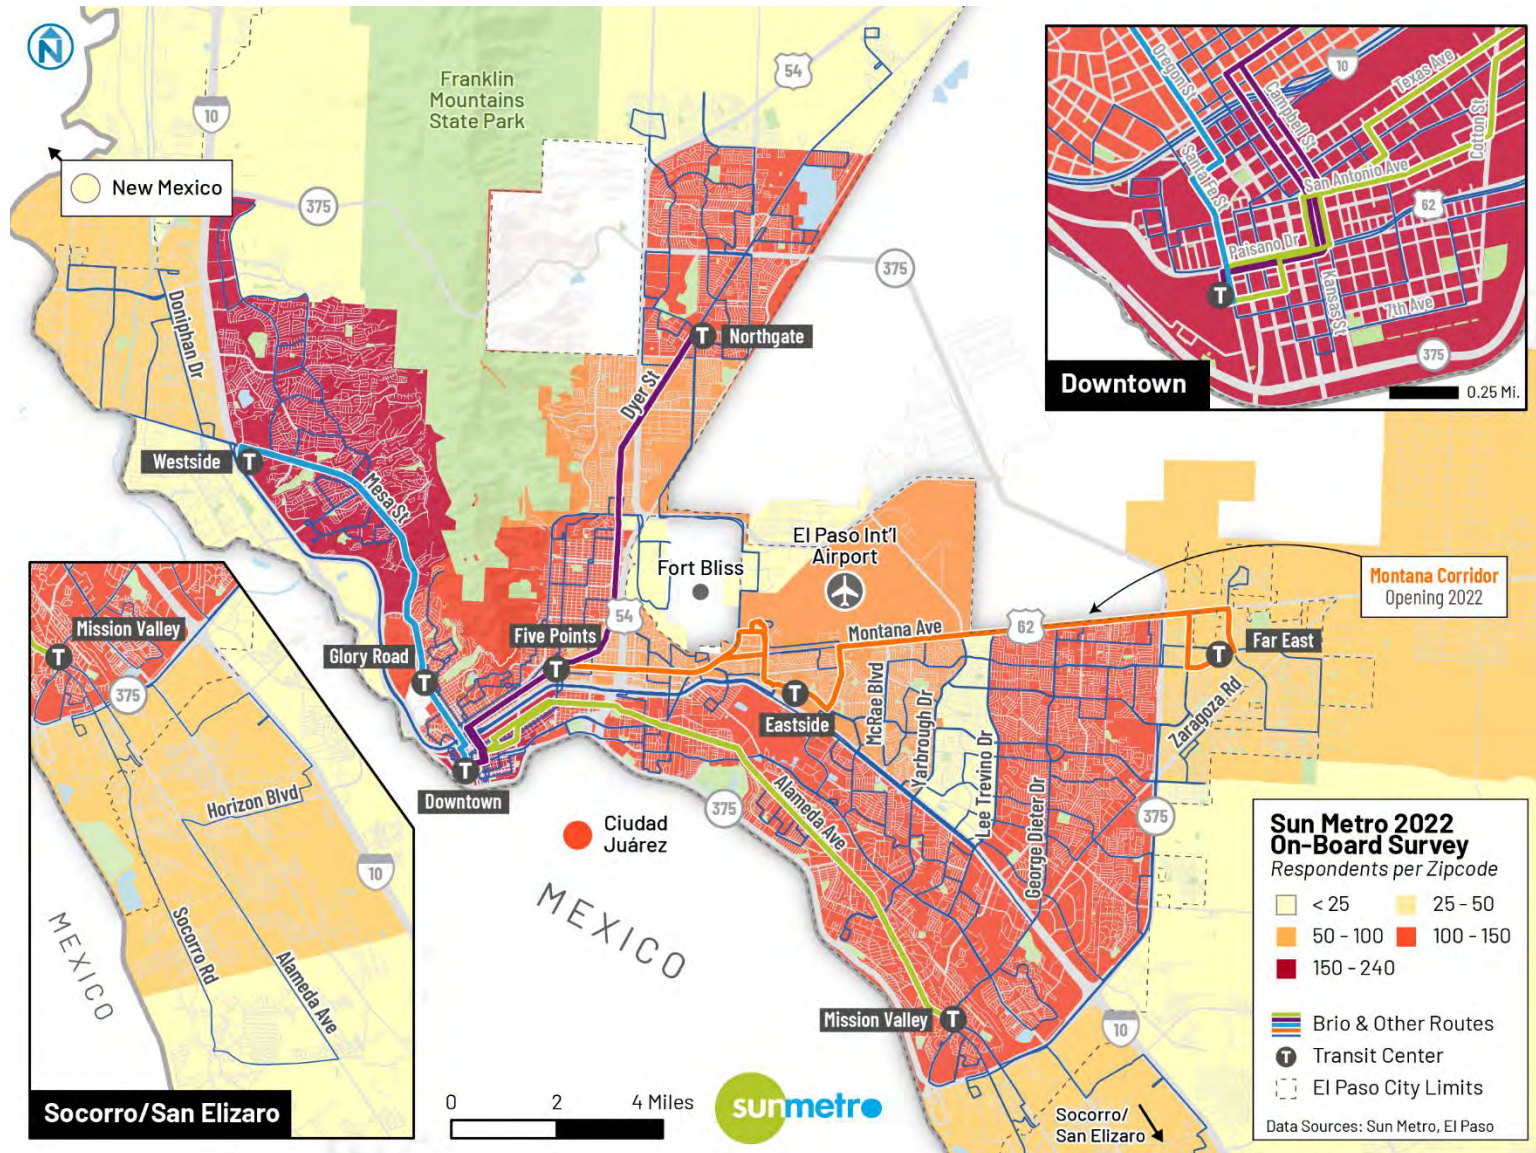 N
10
54
Franklin
Mountains
State Park
New Mexico
375
375
Doniphan Dr
T
Northgate
Dyer St
Westside
T
Mesa St
El Paso Int'l
Airport
Fort Bliss
54
Five Points
T
Montana Ave
62
Montana Corridor
Opening 2022
Far East
T
Glory Road
T
Eastside
T
McRae Blvd
Yarbrough Dr
Lee Trevino Dr
George Dieter Dr
Zaragoza Rd
T
Downtown
Alameda Ave
375
375
Ciudad
Juárez
MEXICO
Mission Valley
T
10
Socorro/
San Elizaro
Oregon St
10
Texas Ave
Campbell St
Cotton St
Santa Fe St
San Antonio Ave
62
Paisano Dr
T
Kansas St
7th Ave
375
Downtown
0.25 Mi.
Mission Valley
T
375
Horizon Blvd
10
Socorro Rd
Alameda Ave
MEXICO
Socorro/San Elizaro
0 2 4 Miles
sunmetro
Sun Metro 2022
On-Board Survey
Respondents per Zipcode
< 25 25 - 50
50 - 100 100 - 150
150 - 240
Brio & Other Routes
T Transit Center
El Paso City Limits
Data Sources: Sun Metro, El Paso